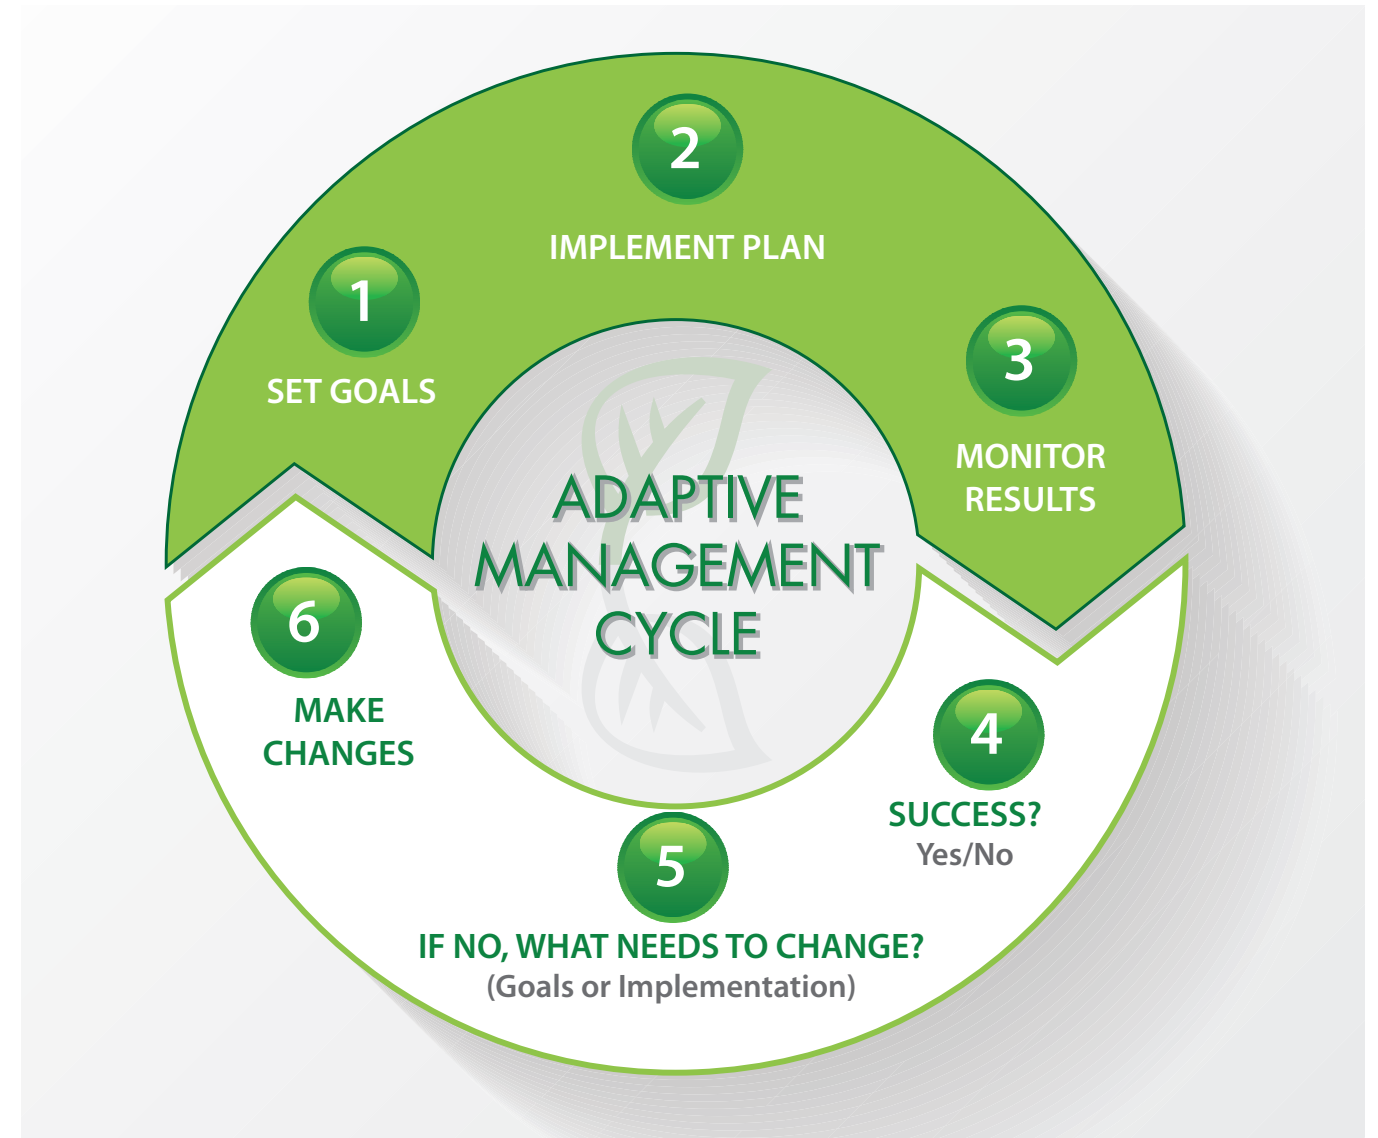 1
SET GOALS
2
IMPLEMENT PLAN
3
MONITOR
RESULTS
4
SUCCESS?
Yes/No
5
IF NO, WHAT NEEDS TO CHANGE?
(Goals or Implementation)
6
MAKE
CHANGES
ADAPTIVE
MANAGEMENT
CYCLE